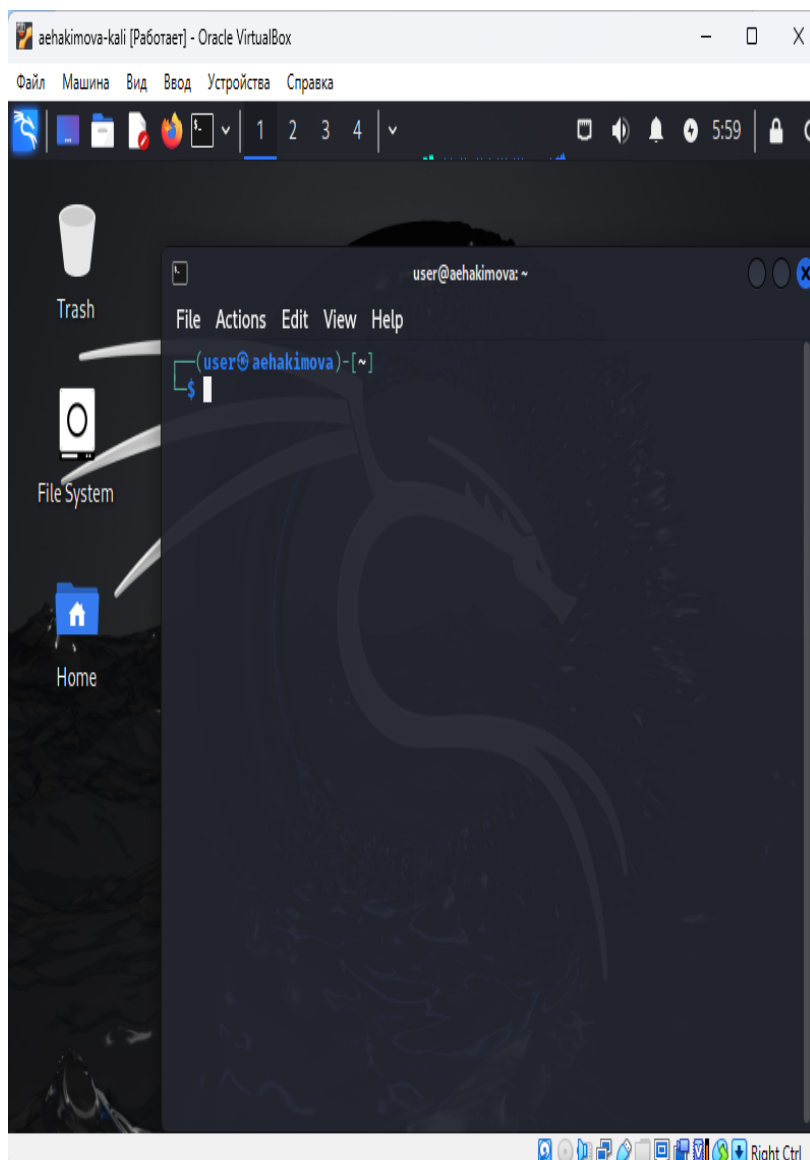 aehakimova-kali [Работает] - Oracle VirtualBox
Файл Машина Вид Ввод Устройства Справка
1 2 3 4 5:59
Trash
File System
Home
user@aehakimova: ~
File Actions Edit View Help
(user㉿aehakimova)-[~]
$
Right Ctrl